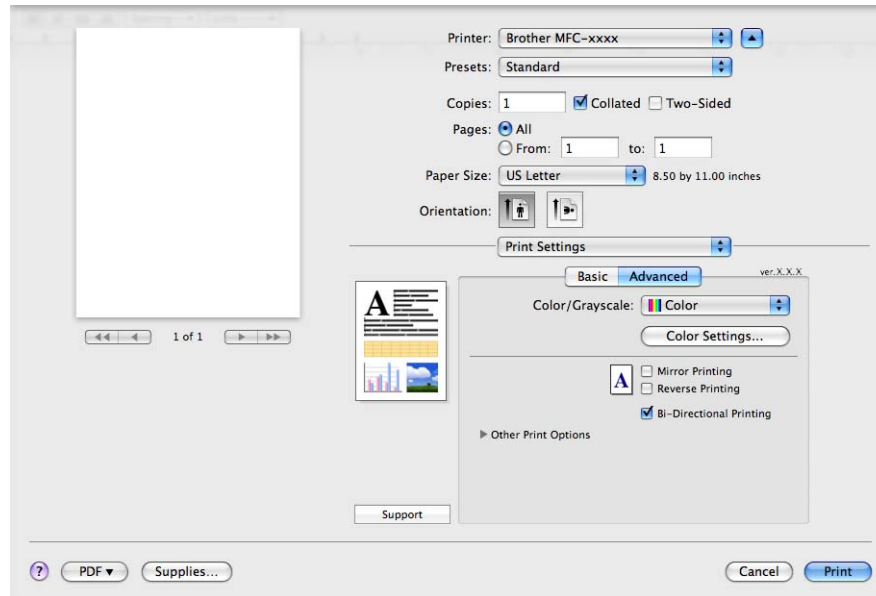 Printer: Brother MFC-xxxx
Presets: Standard
Copies: 1 Collated Two-Sided
Pages: All
From: 1 to: 1
Paper Size: US Letter 8.50 by 11.00 inches
Orientation:
Print Settings
Basic Advanced ver.X.X.X
Color/Grayscale: Color
Color Settings...
A
A
Mirror Printing
Reverse Printing
Bi-Directional Printing
Other Print Options
1 of 1
Support
? PDF Supplies... Cancel Print